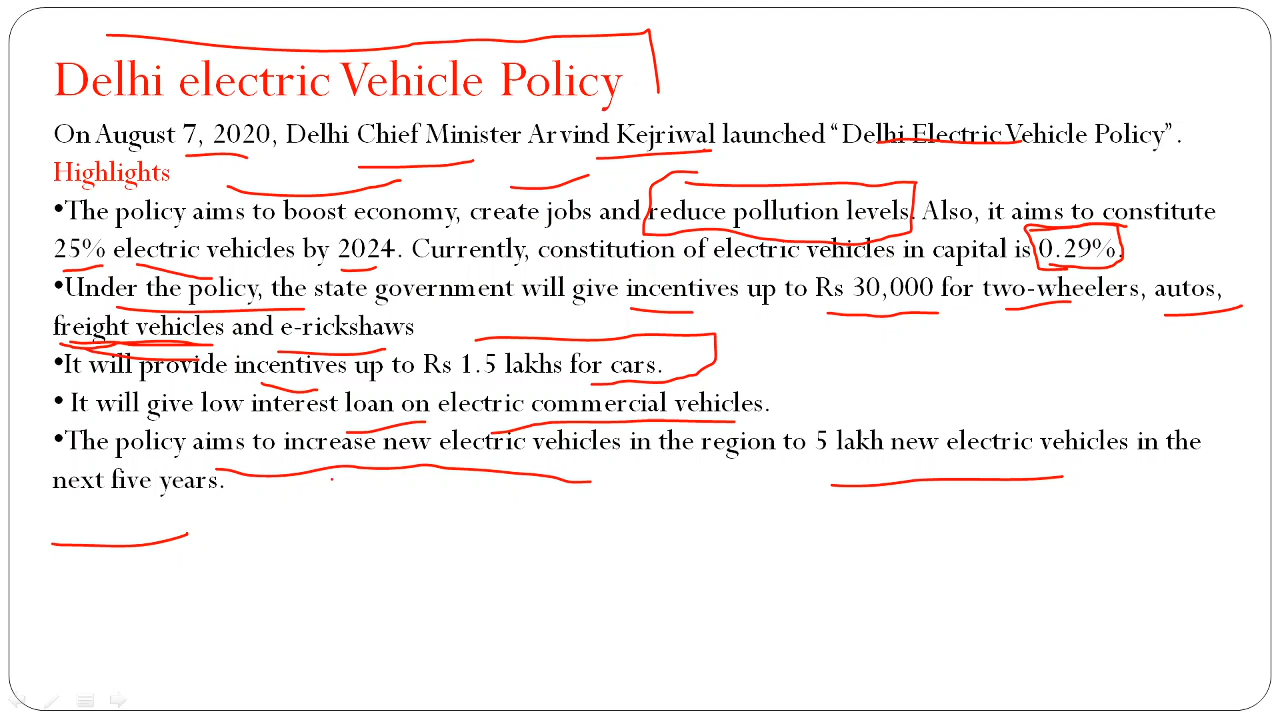 Delhi electric Vehicle Policy
On August 7, 2020, Delhi Chief Minister Arvind Kejriwal launched “Delhi Electric Vehicle Policy”.
Highlights
•The policy aims to boost economy, create jobs and reduce pollution levels. Also, it aims to constitute
25% electric vehicles by 2024. Currently, constitution of electric vehicles in capital is 0.29%.
•Under the policy, the state government will give incentives up to Rs 30,000 for two-wheelers, autos,
freight vehicles and e-rickshaws
•It will provide incentives up to Rs 1.5 lakhs for cars.
• It will give low interest loan on electric commercial vehicles.
•The policy aims to increase new electric vehicles in the region to 5 lakh new electric vehicles in the
next five years.